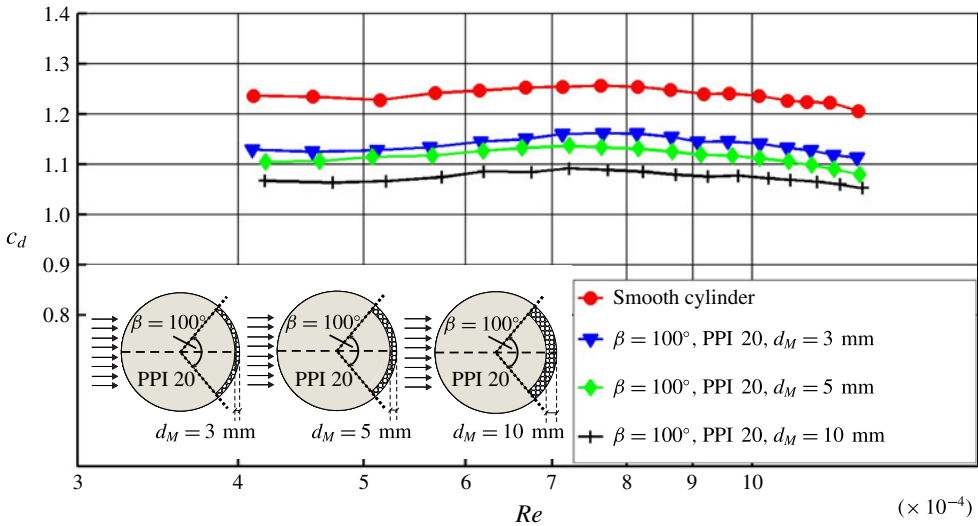 1.4
1.3
1.2
1.1
1.0
c_d
0.9
0.8
β = 100°
PPI 20
d_M = 3 mm
β = 100°
PPI 20
d_M = 5 mm
β = 100°
PPI 20
d_M = 10 mm
Smooth cylinder
β = 100°, PPI 20, d_M = 3 mm
β = 100°, PPI 20, d_M = 5 mm
β = 100°, PPI 20, d_M = 10 mm
3 4 5 6 7 8 9 10
Re
(× 10⁻⁴)